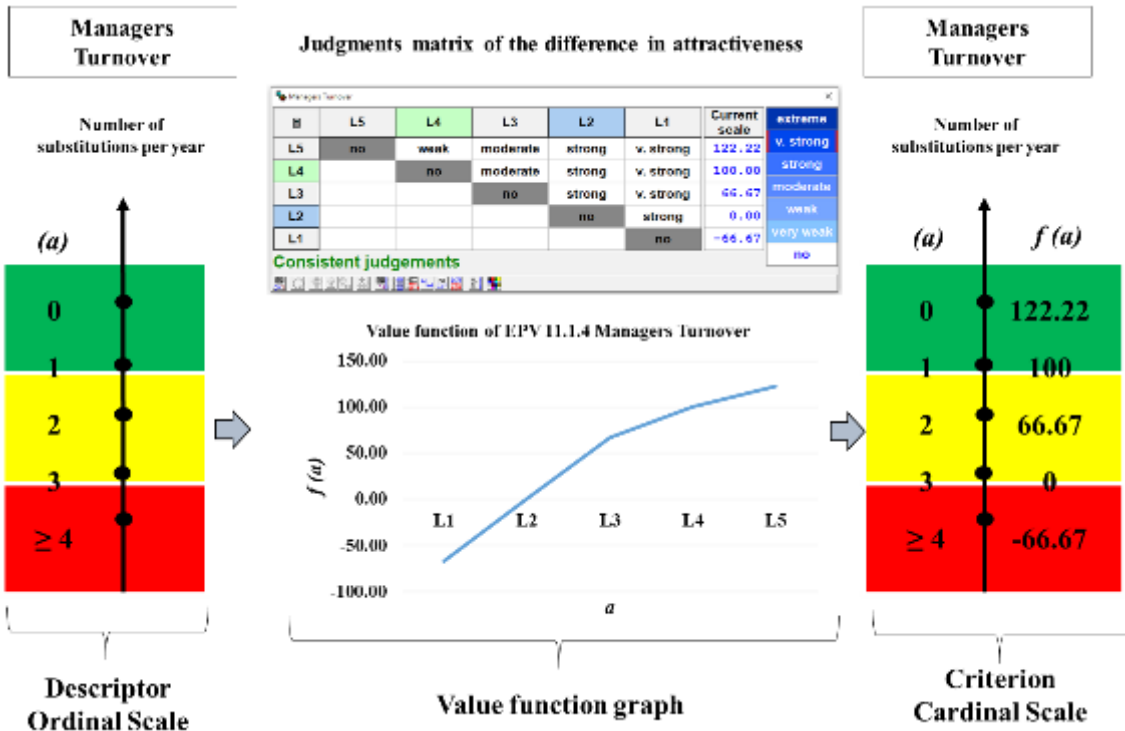 Managers
Turnover
Number of
substitutions per year
(a)
0
1
2
3
≥ 4
Descriptor
Ordinal Scale
Judgments matrix of the difference in attractiveness
Managers Turnover
L5 L4 L3 L2 L1 Current scale
L5 no weak moderate strong v. strong 122.22
L4 no moderate strong v. strong 100.00
L3 no strong v. strong 66.67
L2 no strong 0.00
L1 no -66.67
extreme
v. strong
strong
moderate
weak
very weak
no
Consistent judgements
Value function of EPV 11.1.4 Managers Turnover
150.00
100.00
50.00
0.00
-50.00
-100.00
f (a)
L1 L2 L3 L4 L5
a
Value function graph
Managers
Turnover
Number of
substitutions per year
(a) f (a)
0 122.22
1 100
2 66.67
3 0
≥ 4 -66.67
Criterion
Cardinal Scale